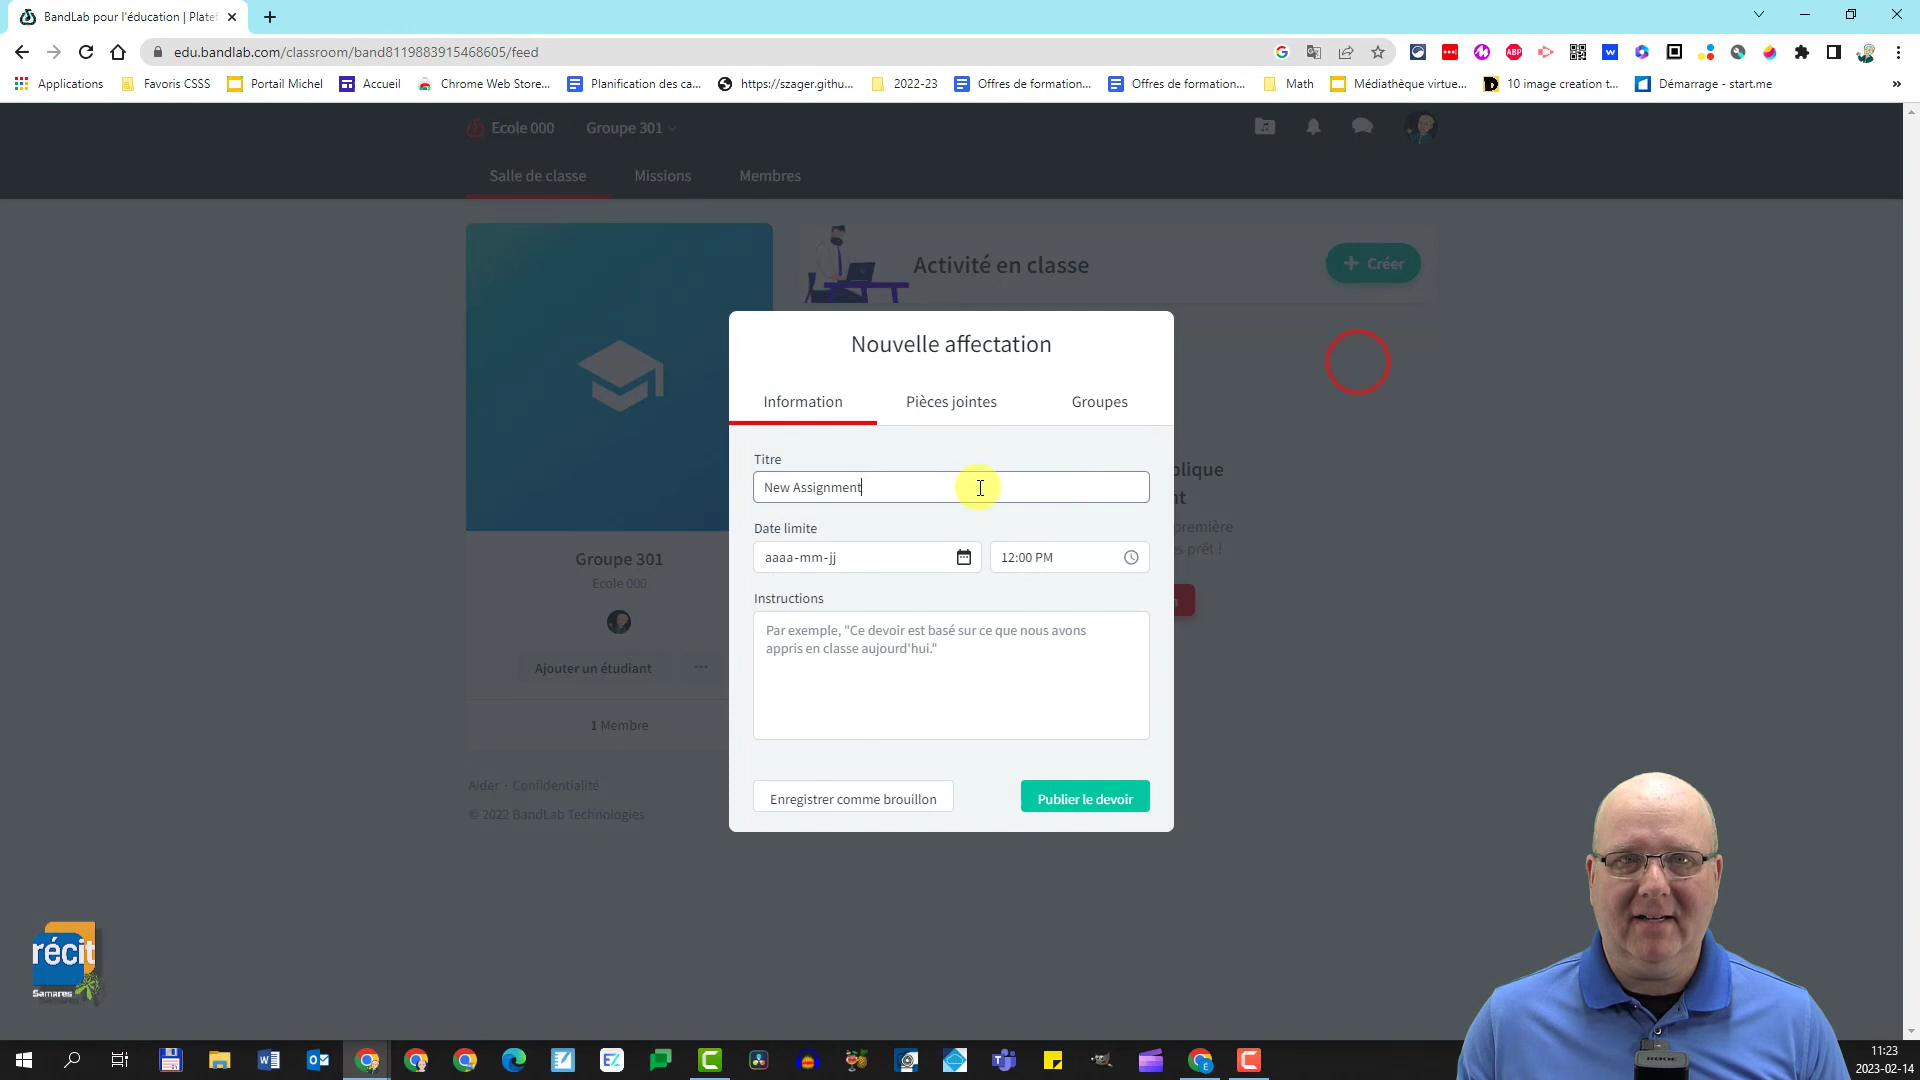 BandLab pour l'éducation | Plate
edu.bandlab.com/classroom/band8119883915468605/feed
Applications
Favoris CSSS
Portail Michel
Accueil
Chrome Web Store...
Planification des ca...
https://szager.githu...
2022-23
Offres de formation...
Offres de formation...
Math
Médiathèque virtue...
10 image creation t...
Démarrage - start.me
»
Ecole 000
Groupe 301
Salle de classe
Missions
Membres
Activité en classe
+ Créer
Nouvelle affectation
Information
Pièces jointes
Groupes
Titre
New Assignment
Date limite
aaaa-mm-jj
12:00 PM
Instructions
Par exemple, "Ce devoir est basé sur ce que nous avons
appris en classe aujourd'hui."
Enregistrer comme brouillon
Publier le devoir
première
prêt !
Groupe 301
Ecole 000
Ajouter un étudiant
...
1 Membre
Aider · Confidentialité
© 2022 BandLab Technologies
récit
Samares
RODE
11:23
2023-02-14